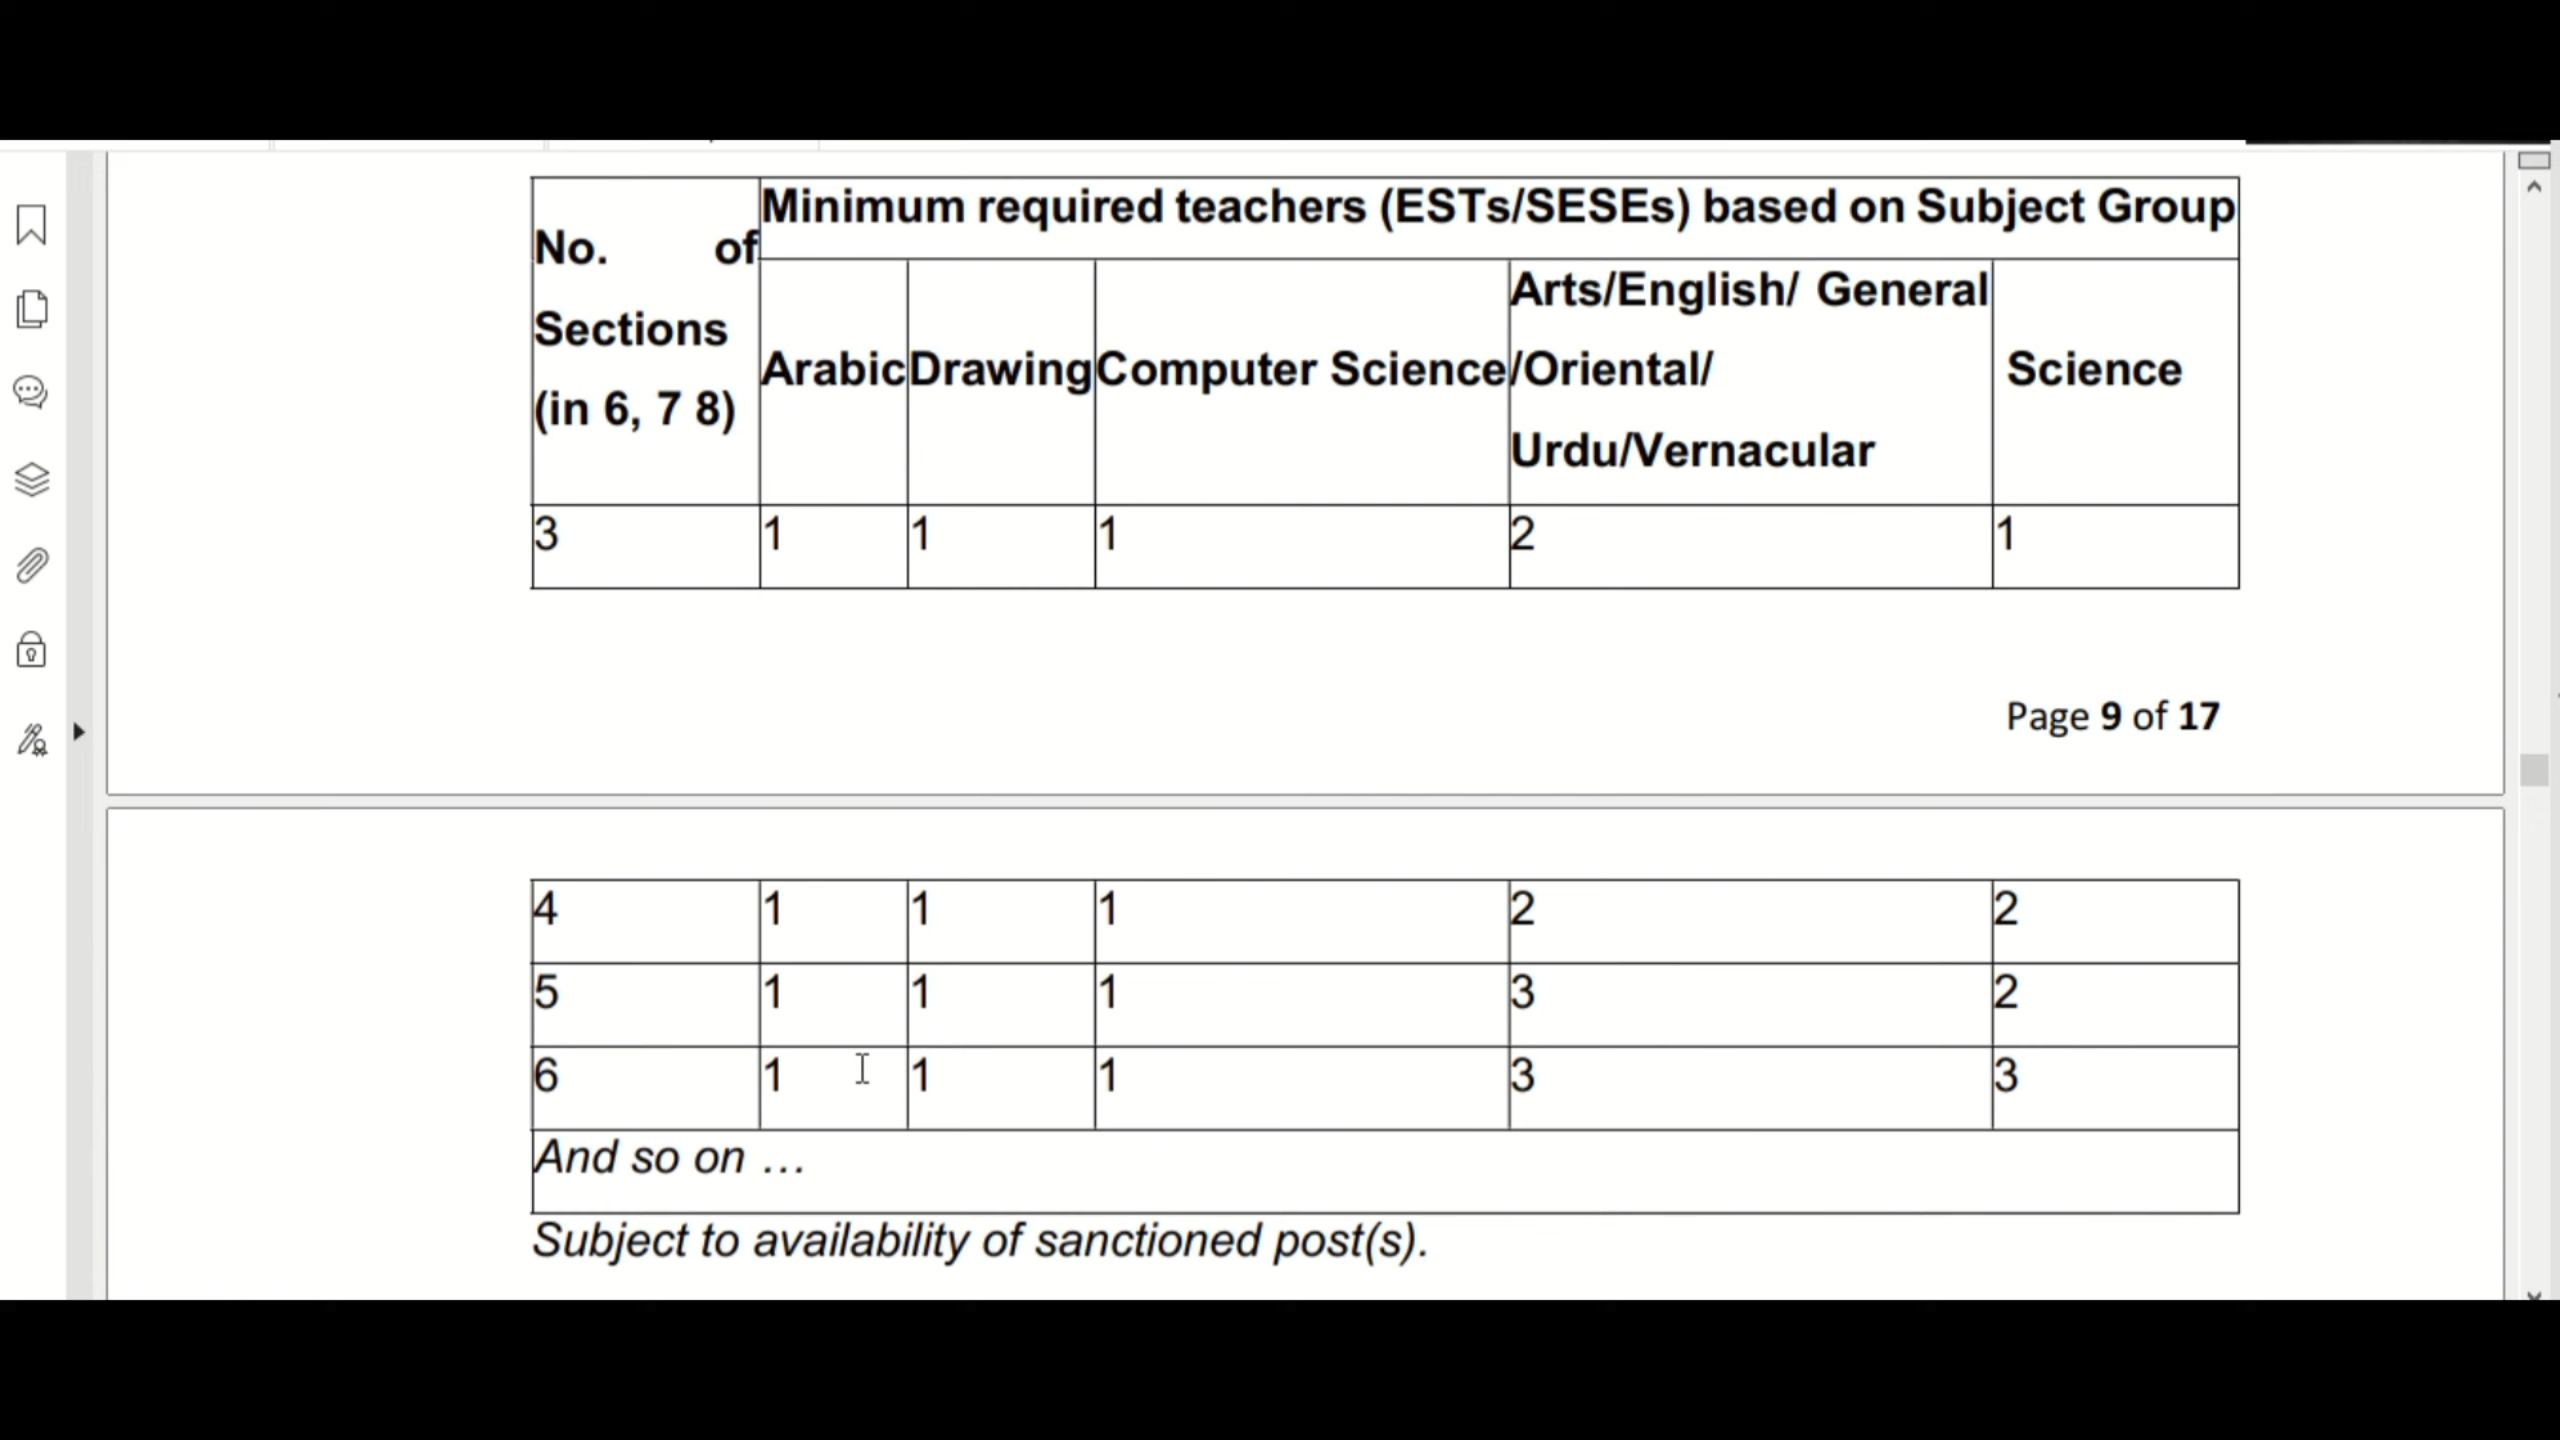 Minimum required teachers (ESTs/SESEs) based on Subject Group
No. of
Sections
(in 6, 7 8)
Arabic
Drawing
Computer Science
Arts/English/ General
/Oriental/
Urdu/Vernacular
Science
3 1 1 1 2 1
Page 9 of 17
4 1 1 1 2 2
5 1 1 1 3 2
6 1 1 1 3 3
And so on …
Subject to availability of sanctioned post(s).